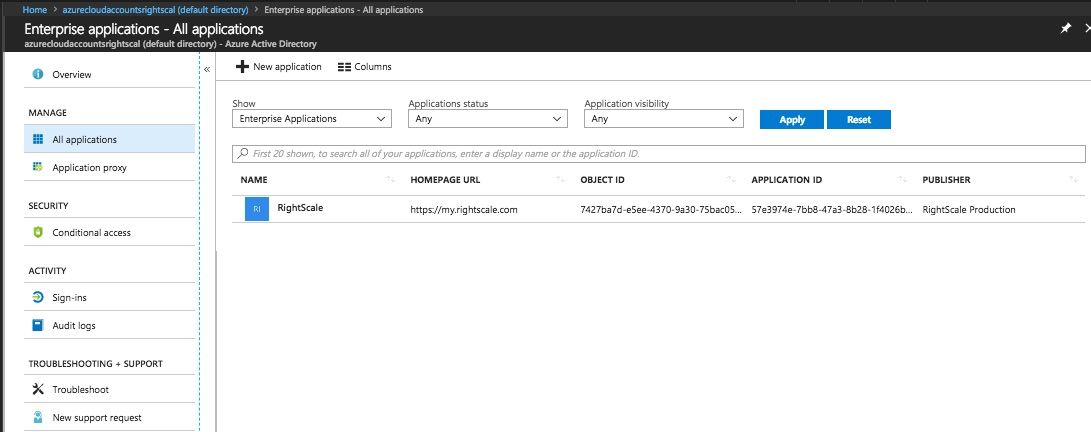 Home > azurecloudaccountsrightscal (default directory) > Enterprise applications - All applications
Enterprise applications - All applications
azurecloudaccountsrightscal (default directory) - Azure Active Directory
Overview
MANAGE
All applications
Application proxy
SECURITY
Conditional access
ACTIVITY
Sign-ins
Audit logs
TROUBLESHOOTING + SUPPORT
Troubleshoot
New support request
«
New application Columns
Show Applications status Application visibility
Enterprise Applications Any Any Apply Reset
First 20 shown, to search all of your applications, enter a display name or the application ID.
NAME HOMEPAGE URL OBJECT ID APPLICATION ID PUBLISHER
RI RightScale https://my.rightscale.com 7427ba7d-e5ee-4370-9a30-75bac05... 57e3974e-7bb8-47a3-8b28-1f4026b... RightScale Production